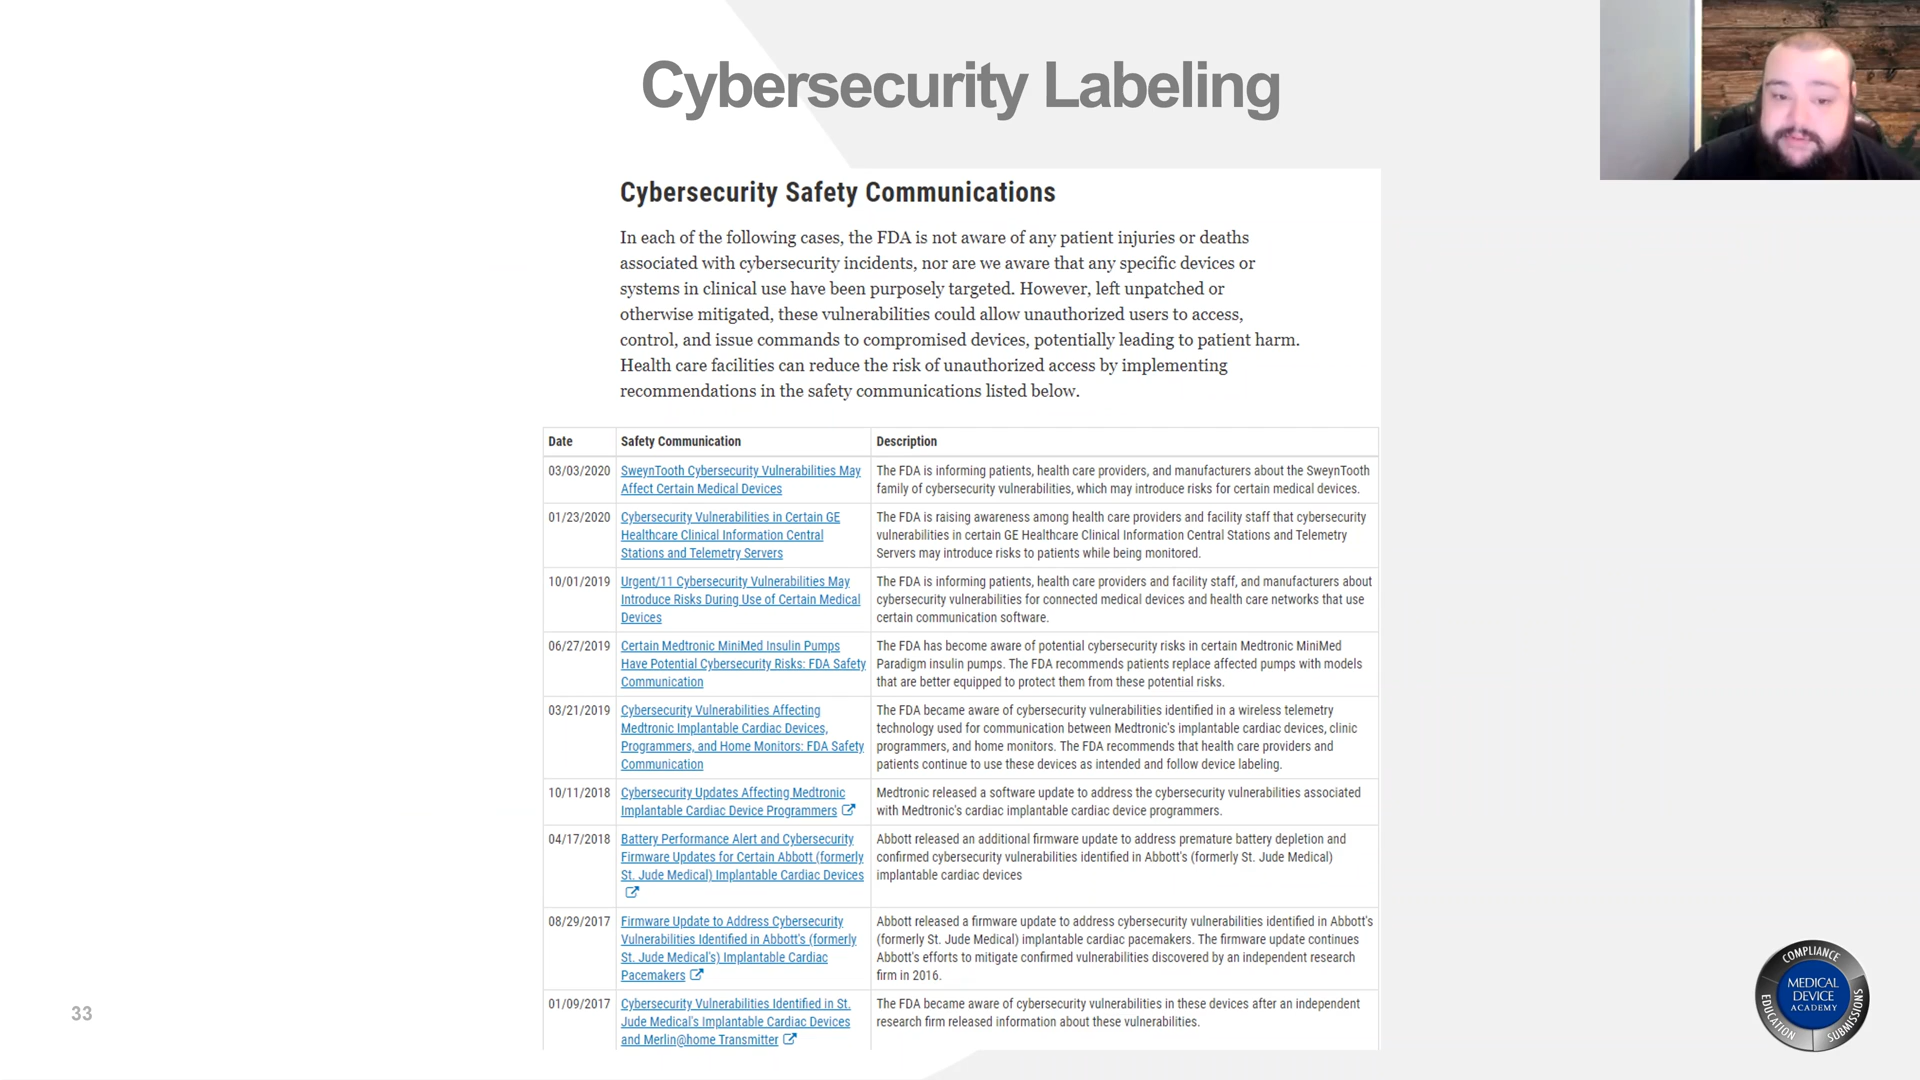 Cybersecurity Labeling
Cybersecurity Safety Communications
In each of the following cases, the FDA is not aware of any patient injuries or deaths
associated with cybersecurity incidents, nor are we aware that any specific devices or
systems in clinical use have been purposely targeted. However, left unpatched or
otherwise mitigated, these vulnerabilities could allow unauthorized users to access,
control, and issue commands to compromised devices, potentially leading to patient harm.
Health care facilities can reduce the risk of unauthorized access by implementing
recommendations in the safety communications listed below.
Date Safety Communication Description
03/03/2020
SweynTooth Cybersecurity Vulnerabilities May
Affect Certain Medical Devices
The FDA is informing patients, health care providers, and manufacturers about the SweynTooth
family of cybersecurity vulnerabilities, which may introduce risks for certain medical devices.
01/23/2020
Cybersecurity Vulnerabilities in Certain GE
Healthcare Clinical Information Central
Stations and Telemetry Servers
The FDA is raising awareness among health care providers and facility staff that cybersecurity
vulnerabilities in certain GE Healthcare Clinical Information Central Stations and Telemetry
Servers may introduce risks to patients while being monitored.
10/01/2019
Urgent/11 Cybersecurity Vulnerabilities May
Introduce Risks During Use of Certain Medical
Devices
The FDA is informing patients, health care providers and facility staff, and manufacturers about
cybersecurity vulnerabilities for connected medical devices and health care networks that use
certain communication software.
06/27/2019
Certain Medtronic MiniMed Insulin Pumps
Have Potential Cybersecurity Risks: FDA Safety
Communication
The FDA has become aware of potential cybersecurity risks in certain Medtronic MiniMed
Paradigm insulin pumps. The FDA recommends patients replace affected pumps with models
that are better equipped to protect them from these potential risks.
03/21/2019
Cybersecurity Vulnerabilities Affecting
Medtronic Implantable Cardiac Devices,
Programmers, and Home Monitors: FDA Safety
Communication
The FDA became aware of cybersecurity vulnerabilities identified in a wireless telemetry
technology used for communication between Medtronic's implantable cardiac devices, clinic
programmers, and home monitors. The FDA recommends that health care providers and
patients continue to use these devices as intended and follow device labeling.
10/11/2018
Cybersecurity Updates Affecting Medtronic
Implantable Cardiac Device Programmers
Medtronic released a software update to address the cybersecurity vulnerabilities associated
with Medtronic's cardiac implantable cardiac device programmers.
04/17/2018
Battery Performance Alert and Cybersecurity
Firmware Updates for Certain Abbott (formerly
St. Jude Medical) Implantable Cardiac Devices
Abbott released an additional firmware update to address premature battery depletion and
confirmed cybersecurity vulnerabilities identified in Abbott's (formerly St. Jude Medical)
implantable cardiac devices
08/29/2017
Firmware Update to Address Cybersecurity
Vulnerabilities Identified in Abbott's (formerly
St. Jude Medical's) Implantable Cardiac
Pacemakers
Abbott released a firmware update to address cybersecurity vulnerabilities identified in Abbott's
(formerly St. Jude Medical) implantable cardiac pacemakers. The firmware update continues
Abbott's efforts to mitigate confirmed vulnerabilities discovered by an independent research
firm in 2016.
01/09/2017
Cybersecurity Vulnerabilities Identified in St.
Jude Medical's Implantable Cardiac Devices
and Merlin@home Transmitter
The FDA became aware of cybersecurity vulnerabilities in these devices after an independent
research firm released information about these vulnerabilities.
33
COMPLIANCE
MEDICAL
DEVICE
ACADEMY
EDUCATION
SUBMISSIONS